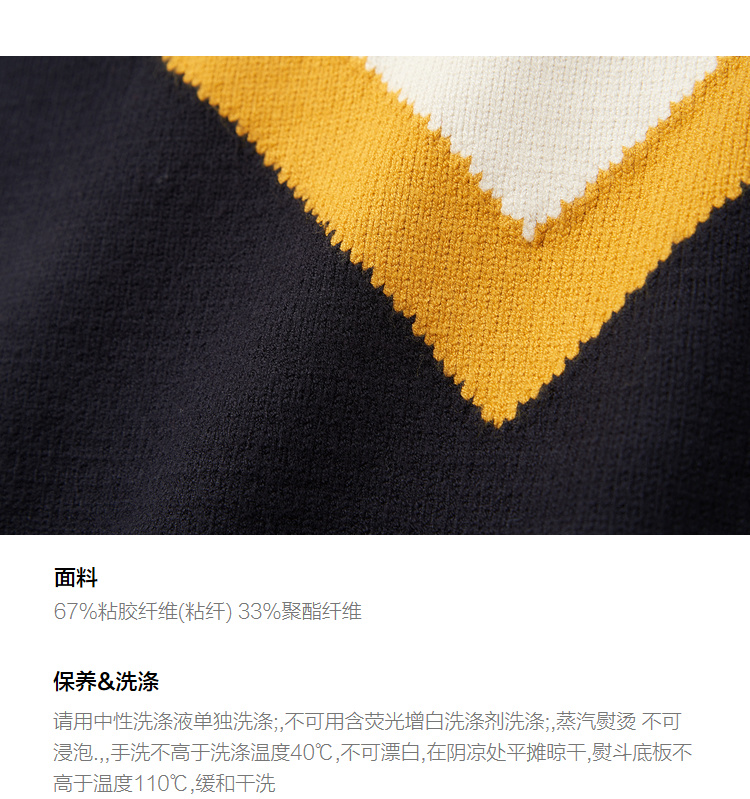 面料
67%粘胶纤维(粘纤) 33%聚酯纤维
保养&洗涤
请用中性洗涤液单独洗涤;,不可用含荧光增白洗涤剂洗涤;,蒸汽熨烫 不可
浸泡.,,手洗不高于洗涤温度40℃,不可漂白,在阴凉处平摊晾干,熨斗底板不
高于温度110℃,缓和干洗